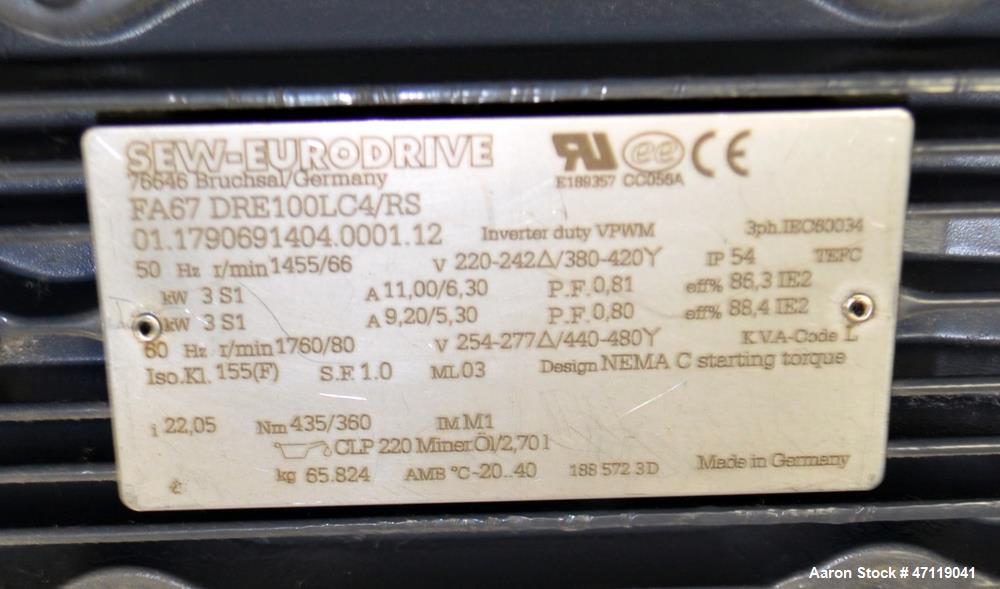 SEW-EURODRIVE
76646 Bruchsal/Germany
E189357 CC056A
FA67 DRE100LC4/RS
01.1790691404.0001.12 Inverter duty VPWM 3ph.IEC60034
50 Hz r/min 1455/66 V 220-242Δ/380-420Y IP 54 TEFC
kW 3 S1 A 11,00/6,30 P.F. 0,81 eff% 86,3 IE2
kW 3 S1 A 9,20/5,30 P.F. 0,80 eff% 88,4 IE2
60 Hz r/min 1760/80 V 254-277Δ/440-480Y K.V.A-Code L
Iso.Kl. 155(F) S.F. 1.0 ML 03 Design NEMA C starting torque
i 22,05 Nm 435/360 IM M1
CLP 220 Miner.Öl/2,70 l
kg 65.824 AMB °C -20..40 188 572 3D Made in Germany
Aaron Stock # 47119041